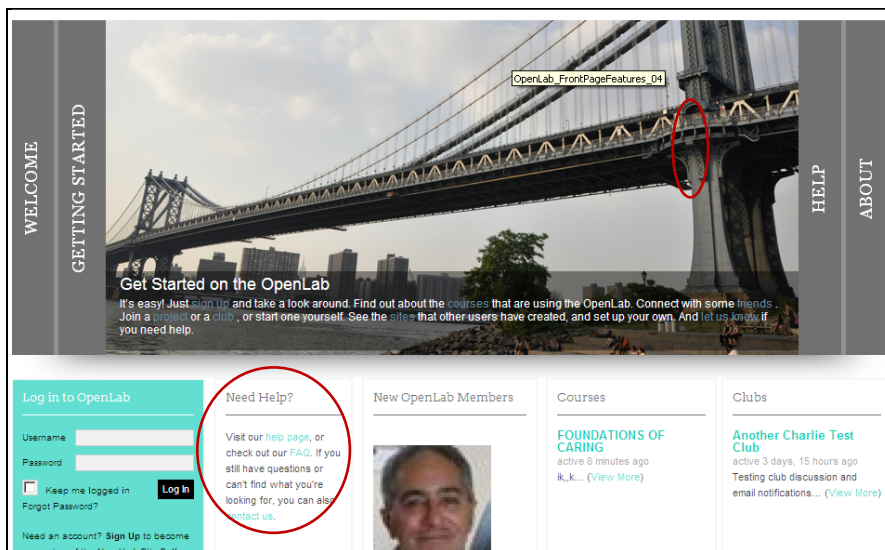 WELCOME
GETTING STARTED
OpenLab_FrontPageFeatures_04
HELP
ABOUT
Get Started on the OpenLab
It's easy! Just sign up and take a look around. Find out about the courses that are using the OpenLab. Connect with some friends .
Join a project or a club , or start one yourself. See the sites that other users have created, and set up your own. And let us know if
you need help.
Log in to OpenLab
Username
Password
Keep me logged in
Log In
Forgot Password?
Need an account? Sign Up to become
Need Help?
Visit our help page, or
check out our FAQ. If you
still have questions or
can't find what you're
looking for, you can also
contact us.
New OpenLab Members
Courses
FOUNDATIONS OF
CARING
active 8 minutes ago
ik,,k... (View More)
Clubs
Another Charlie Test
Club
active 3 days, 15 hours ago
Testing club discussion and
email notifications... (View More)